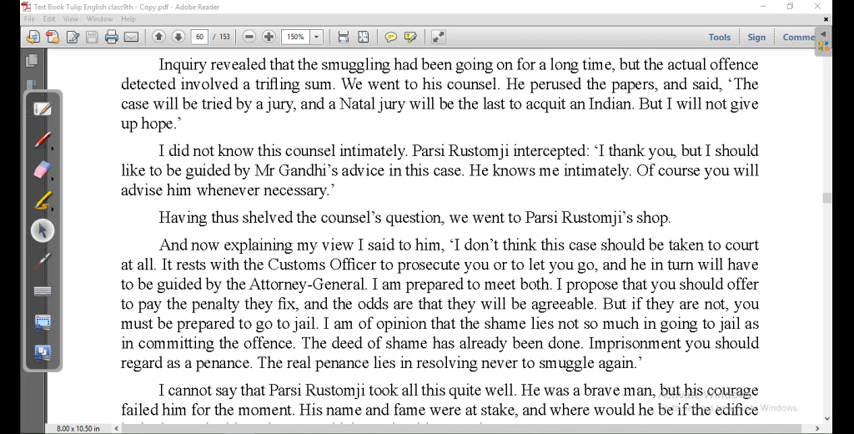 Test Book Tulip English class9th - Copy.pdf - Adobe Reader
File Edit View Window Help
60 / 153 150% Tools Sign Comme
Inquiry revealed that the smuggling had been going on for a long time, but the actual offence
detected involved a trifling sum. We went to his counsel. He perused the papers, and said, ‘The
case will be tried by a jury, and a Natal jury will be the last to acquit an Indian. But I will not give
up hope.’
I did not know this counsel intimately. Parsi Rustomji intercepted: ‘I thank you, but I should
like to be guided by Mr Gandhi’s advice in this case. He knows me intimately. Of course you will
advise him whenever necessary.’
Having thus shelved the counsel’s question, we went to Parsi Rustomji’s shop.
And now explaining my view I said to him, ‘I don’t think this case should be taken to court
at all. It rests with the Customs Officer to prosecute you or to let you go, and he in turn will have
to be guided by the Attorney-General. I am prepared to meet both. I propose that you should offer
to pay the penalty they fix, and the odds are that they will be agreeable. But if they are not, you
must be prepared to go to jail. I am of opinion that the shame lies not so much in going to jail as
in committing the offence. The deed of shame has already been done. Imprisonment you should
regard as a penance. The real penance lies in resolving never to smuggle again.’
I cannot say that Parsi Rustomji took all this quite well. He was a brave man, but his courage
failed him for the moment. His name and fame were at stake, and where would he be if the edifice
8.00 x 10.50 in